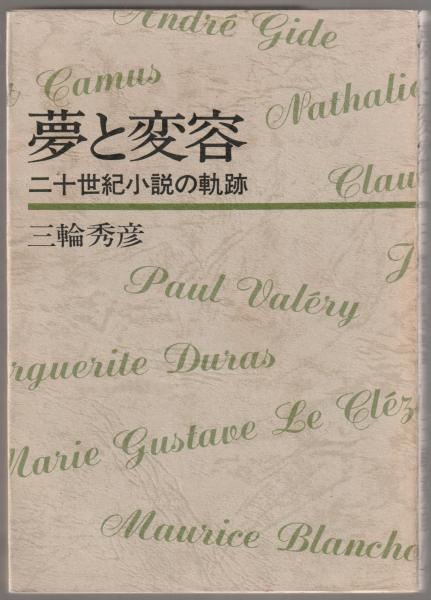 André Gide
Camus
Nathalie
夢と変容
二十世紀小説の軌跡
Clau
三輪秀彦
J
Paul Valéry
rguerite Duras
Marie Gustave Le Cléz
Maurice Blancho